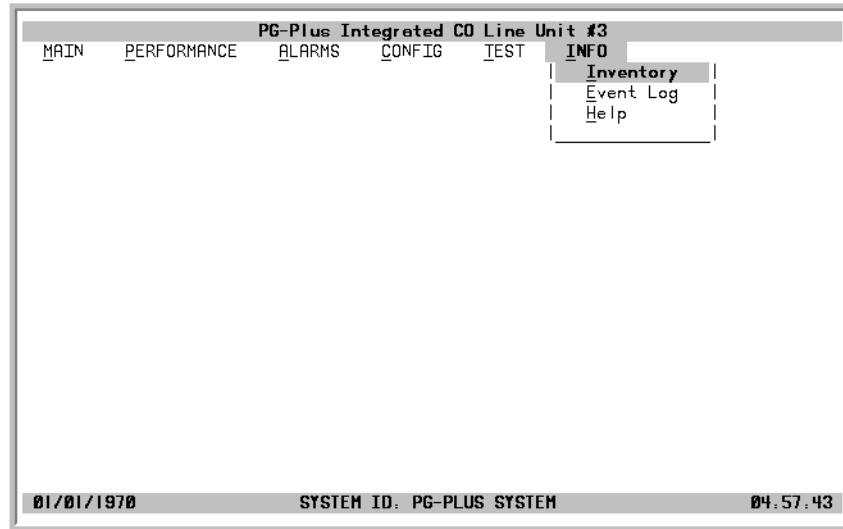 PG-Plus Integrated CO Line Unit #3
MAIN PERFORMANCE ALARMS CONFIG TEST INFO
Inventory
Event Log
Help
01/01/1970 SYSTEM ID: PG-PLUS SYSTEM 04:57:43